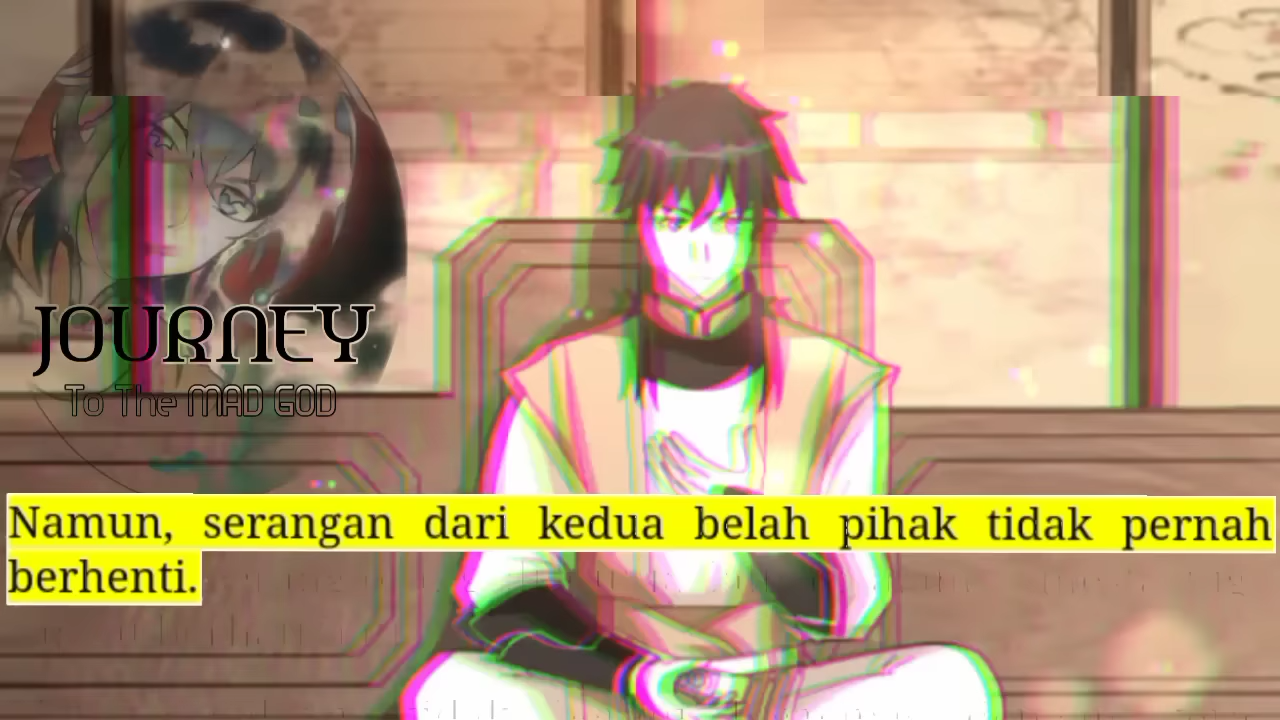 JOURNEY
To The MAD GOD
Namun, serangan dari kedua belah pihak tidak pernah
berhenti.